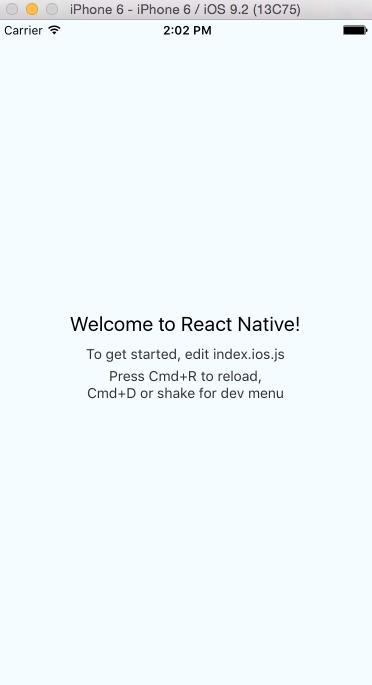 iPhone 6 - iPhone 6 / iOS 9.2 (13C75)
Carrier 2:02 PM
Welcome to React Native!
To get started, edit index.ios.js
Press Cmd+R to reload,
Cmd+D or shake for dev menu